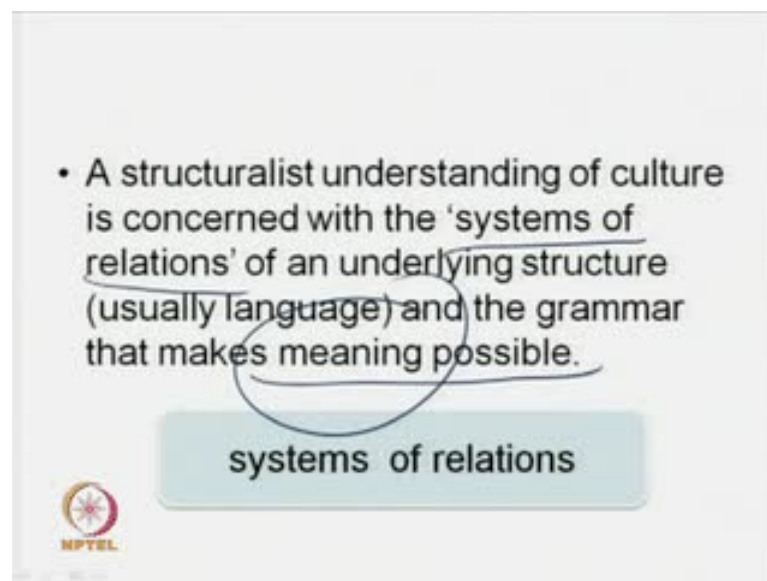 • A structuralist understanding of culture
is concerned with the ‘systems of
relations’ of an underlying structure
(usually language) and the grammar
that makes meaning possible.
systems of relations
NPTEL